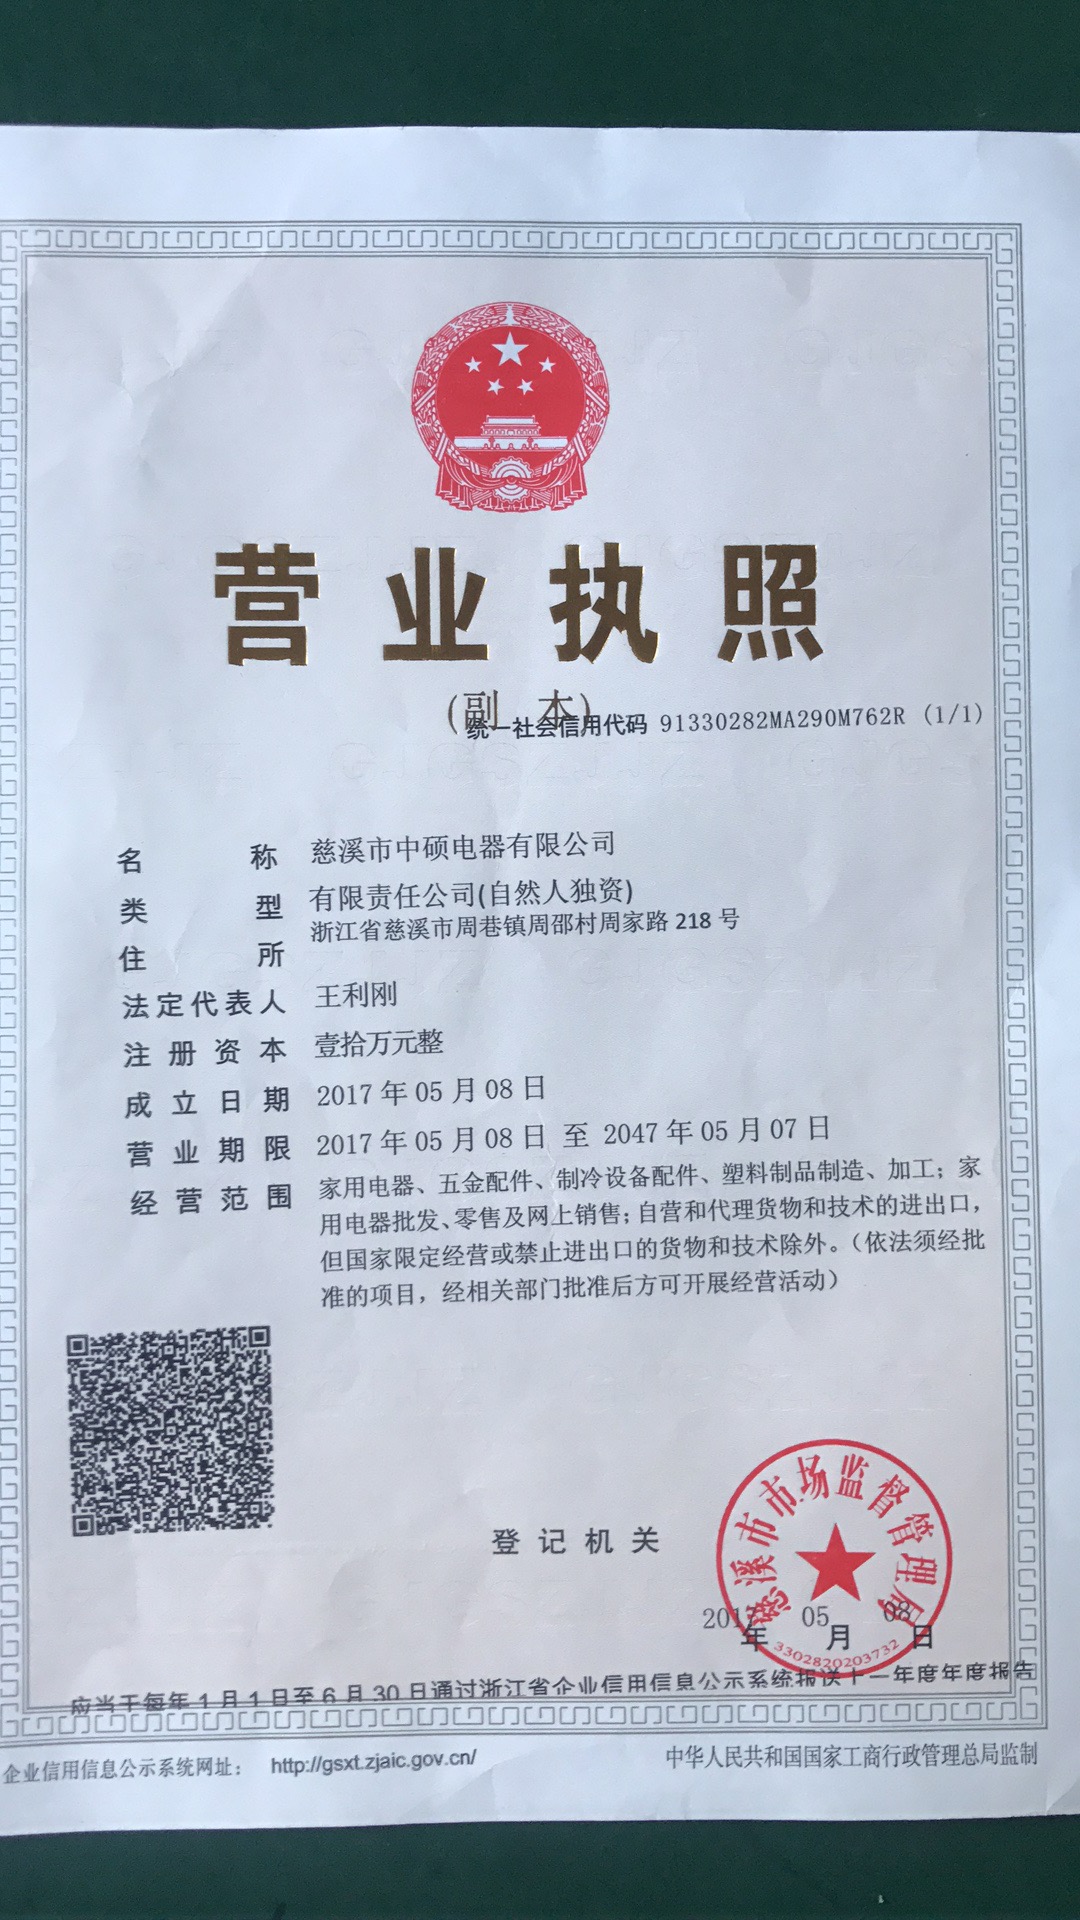 营业执照
(副 本)
统一社会信用代码 91330282MA290M762R (1/1)
名 称 慈溪市中硕电器有限公司
类 型 有限责任公司(自然人独资)
住 所 浙江省慈溪市周巷镇周邵村周家路 218 号
法定代表人 王利刚
注册资本 壹拾万元整
成立日期 2017 年 05 月 08 日
营业期限 2017 年 05 月 08 日 至 2047 年 05 月 07 日
经营范围 家用电器、五金配件、制冷设备配件、塑料制品制造、加工；家
用电器批发、零售及网上销售；自营和代理货物和技术的进出口，
但国家限定经营或禁止进出口的货物和技术除外。（依法须经批
准的项目，经相关部门批准后方可开展经营活动）
登记机关
慈溪市市场监督管理局
2017 年 05 月 08 日
3302820203732
应当于每年 1 月 1 日至 6 月 30 日通过浙江省企业信用信息公示系统报送上一年度年度报告
企业信用信息公示系统网址： http://gsxt.zjaic.gov.cn/
中华人民共和国国家工商行政管理总局监制